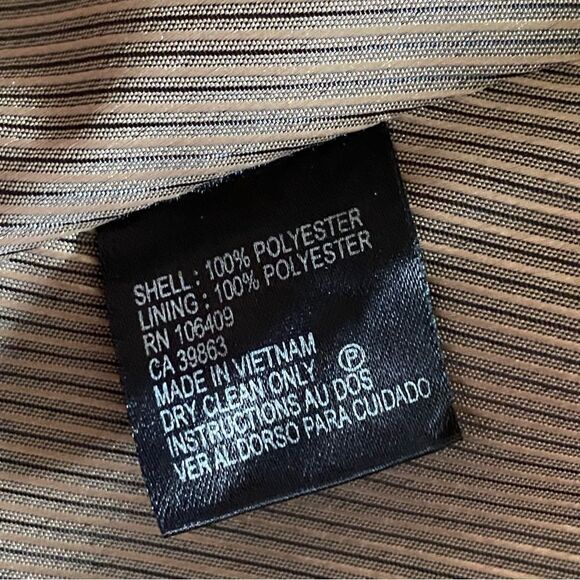 SHELL : 100% POLYESTER
LINING : 100% POLYESTER
RN 106409
CA 39863
MADE IN VIETNAM
DRY CLEAN ONLY Ⓟ
INSTRUCTIONS AU DOS
VER AL DORSO PARA CUIDADO